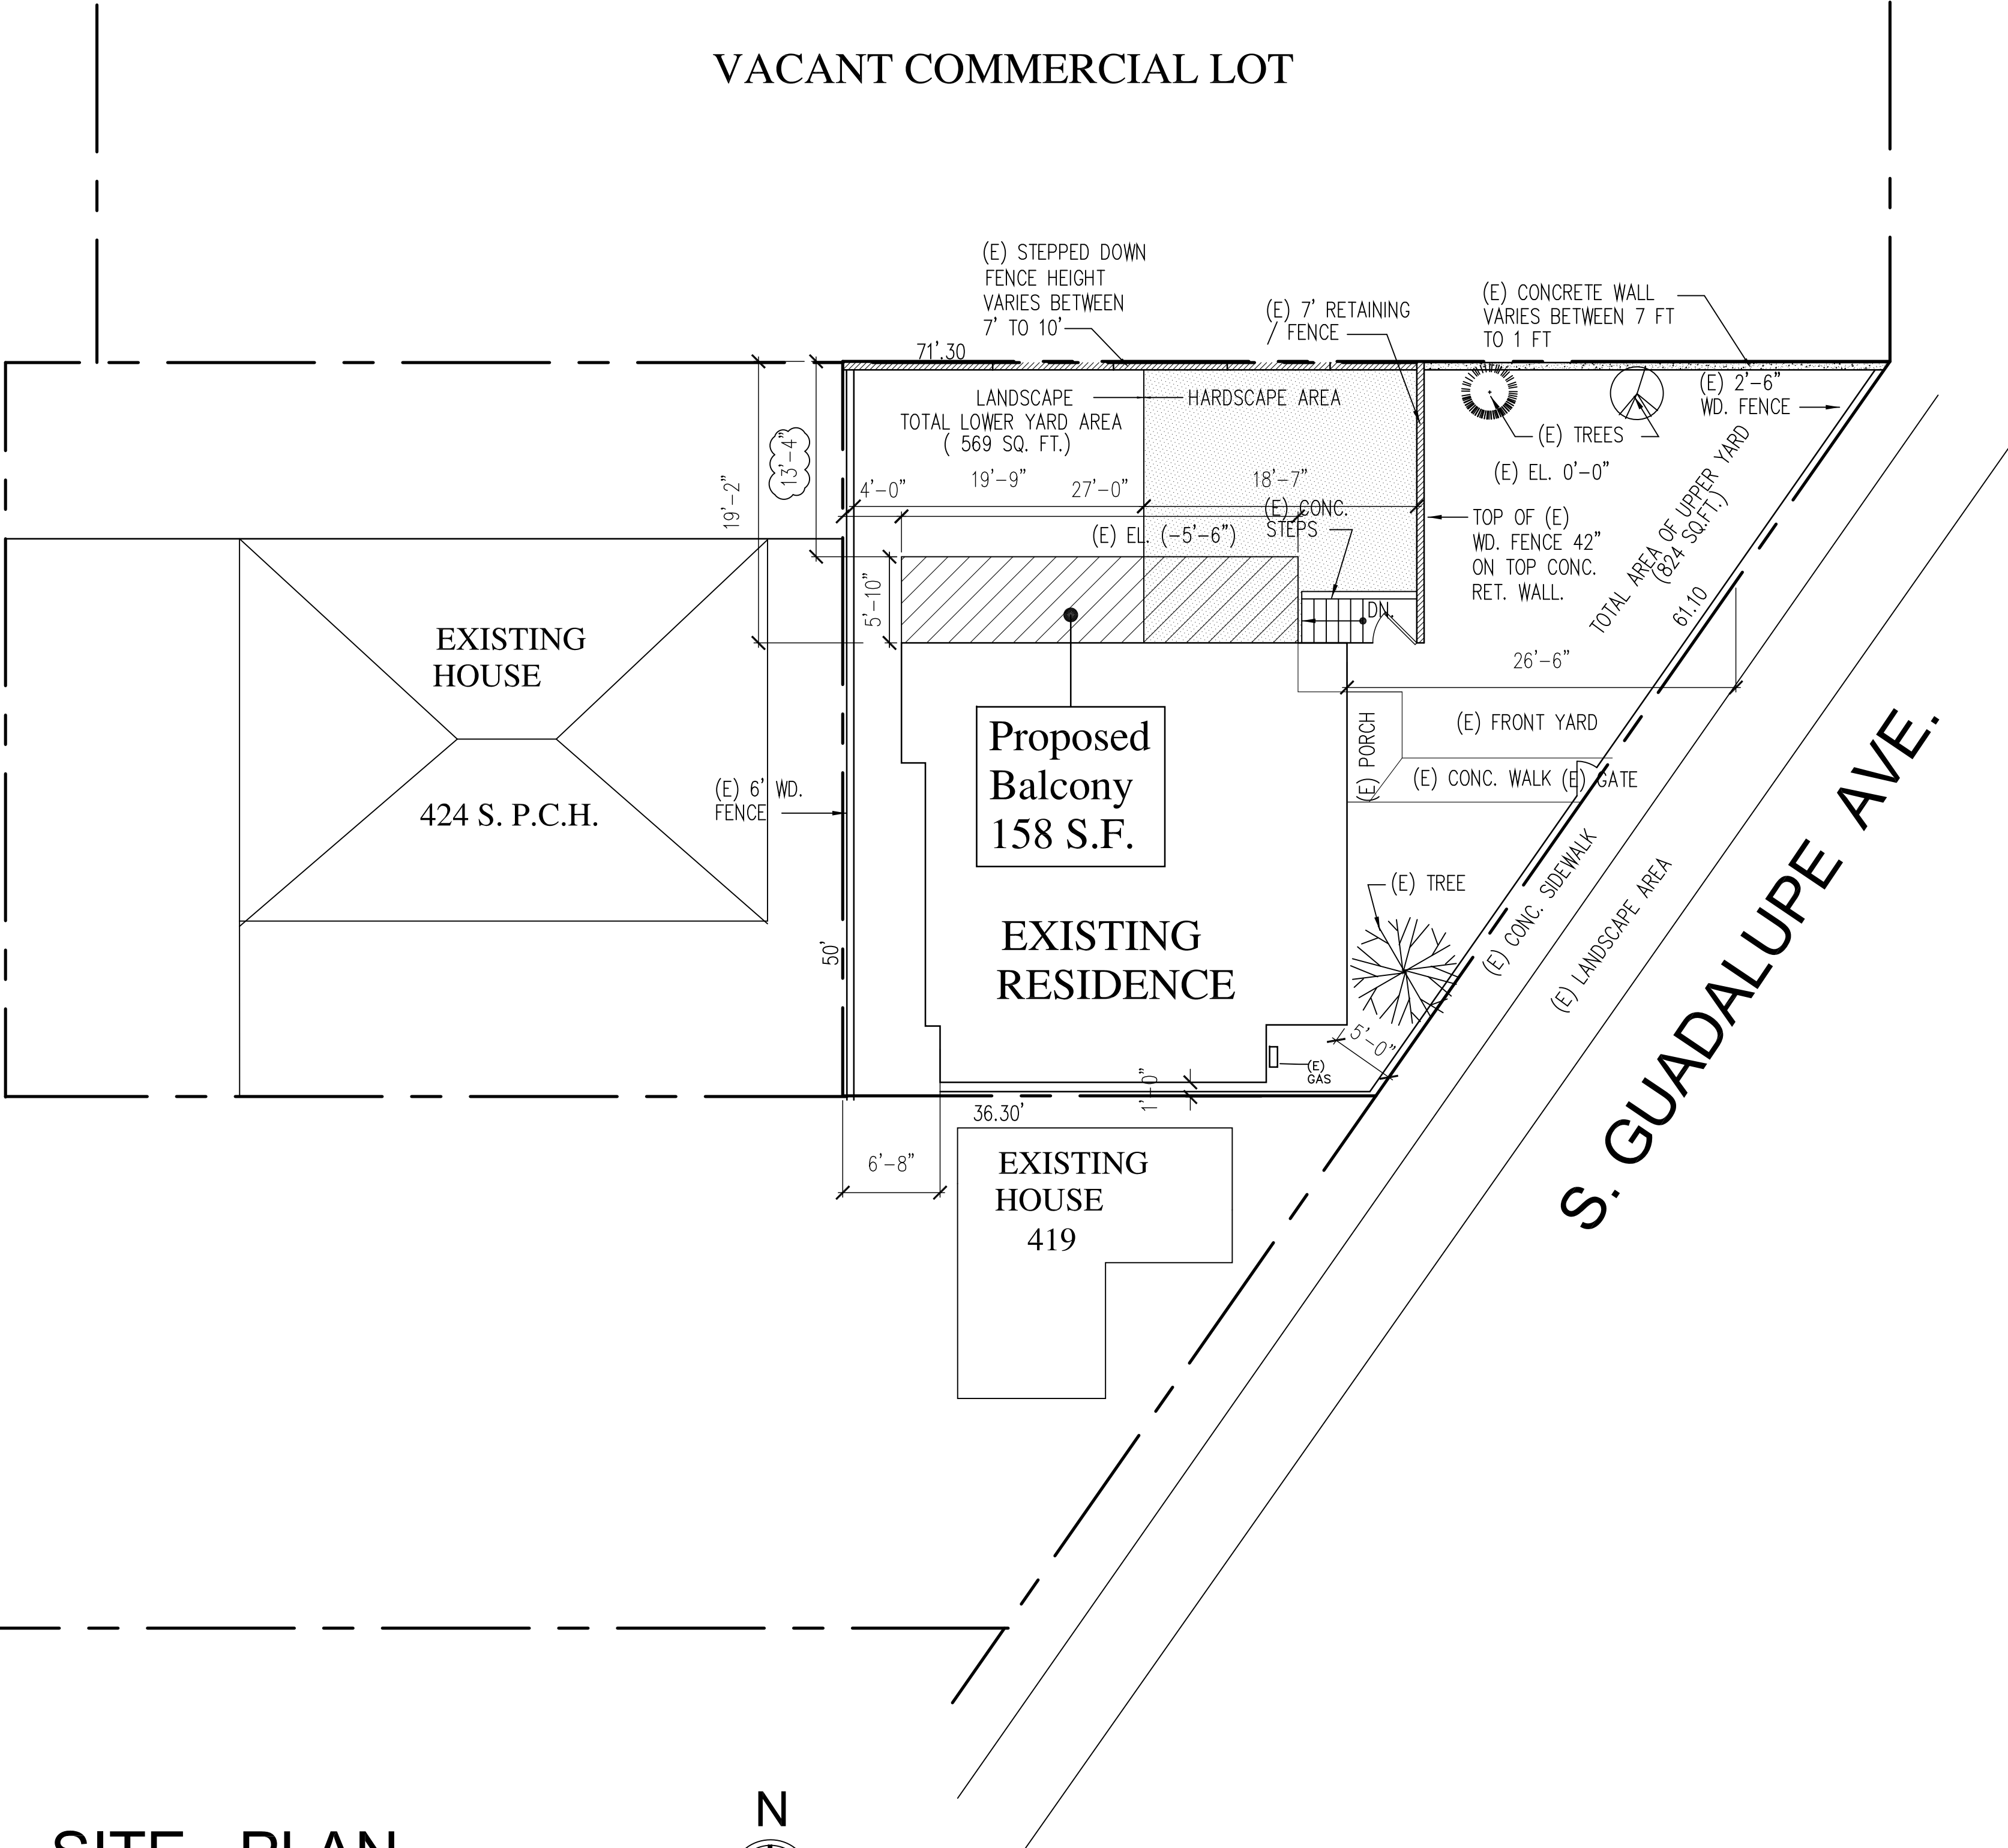 VACANT COMMERCIAL LOT
(E) STEPPED DOWN
FENCE HEIGHT
VARIES BETWEEN
7' TO 10'
(E) 7' RETAINING
/ FENCE
(E) CONCRETE WALL
VARIES BETWEEN 7 FT
TO 1 FT
71'.30
LANDSCAPE
HARDSCAPE AREA
TOTAL LOWER YARD AREA
( 569 SQ. FT.)
(E) 2'-6"
WD. FENCE
(E) TREES
(E) EL. 0'-0"
TOTAL AREA OF UPPER YARD
(824 SQ.FT.)
61.10
19'-2"
13'-4"
4'-0"
19'-9"
27'-0"
18'-7"
(E) CONC.
STEPS
(E) EL. (-5'-6")
TOP OF (E)
WD. FENCE 42"
ON TOP CONC.
RET. WALL.
5'-10"
DN.
26'-6"
EXISTING
HOUSE
424 S. P.C.H.
Proposed
Balcony
158 S.F.
(E) PORCH
(E) FRONT YARD
(E) CONC. WALK
(E) GATE
(E) 6' WD.
FENCE
50'
EXISTING
RESIDENCE
(E) TREE
(E) CONC. SIDEWALK
(E) LANDSCAPE AREA
S. GUADALUPE AVE.
5'-0"
(E)
GAS
1'-0"
36.30'
6'-8"
EXISTING
HOUSE
419
N
SITE PLAN